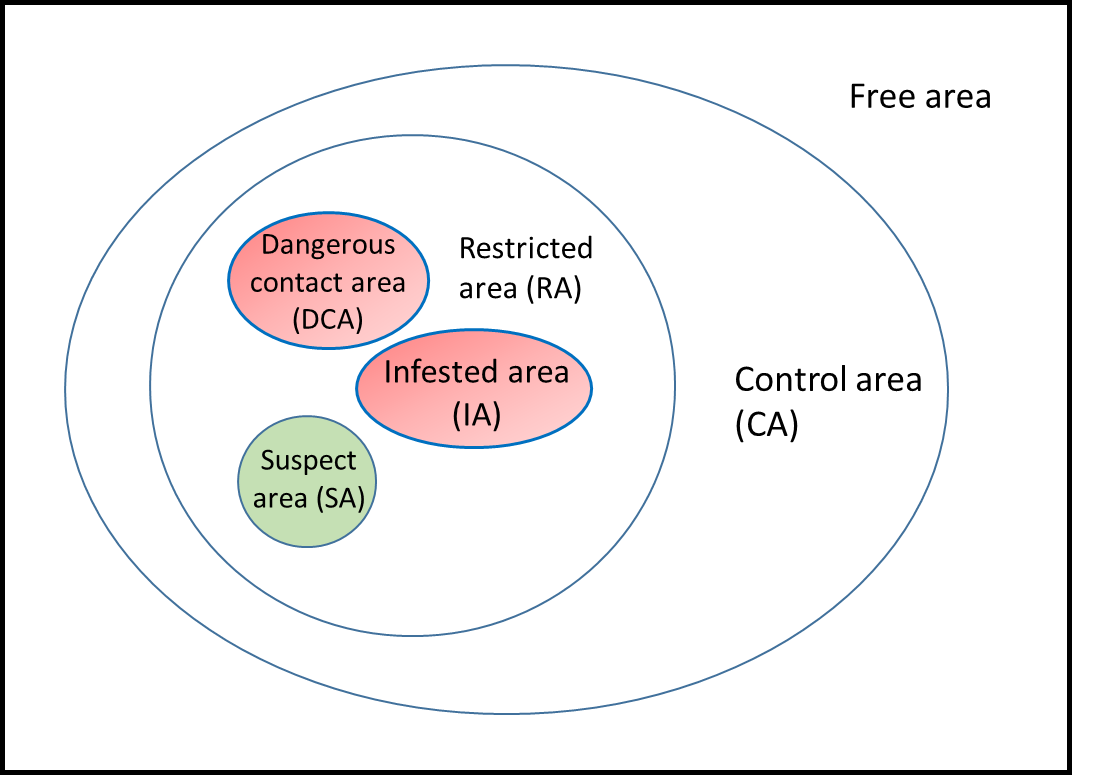 Free area
Dangerous
contact area
(DCA)
Restricted
area (RA)
Infested area
(IA)
Control area
(CA)
Suspect
area (SA)